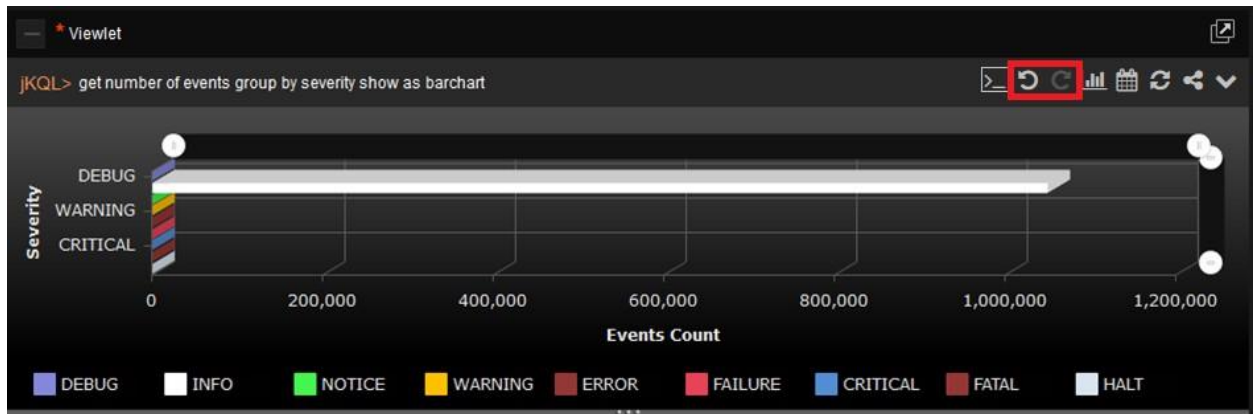 * Viewlet
jKQL> get number of events group by severity show as barchart
Severity
DEBUG
WARNING
CRITICAL
0 200,000 400,000 600,000 800,000 1,000,000 1,200,000
Events Count
DEBUG INFO NOTICE WARNING ERROR FAILURE CRITICAL FATAL HALT